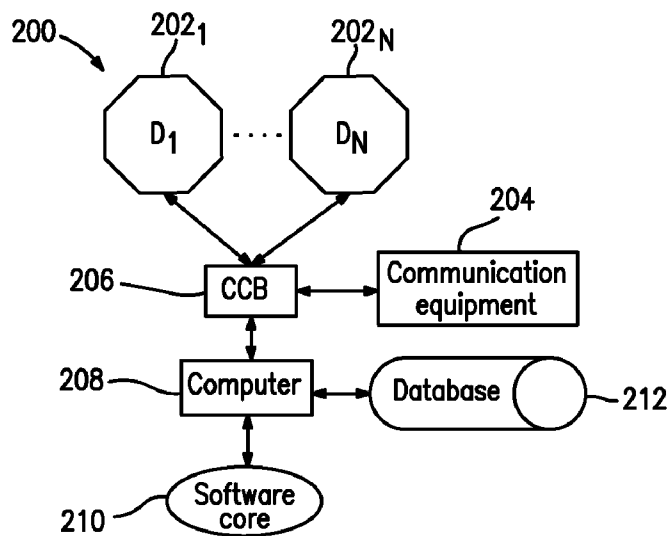 200
202₁
202N
D₁
....
DN
204
206
CCB
Communication
equipment
208
Computer
Database
212
210
Software
core